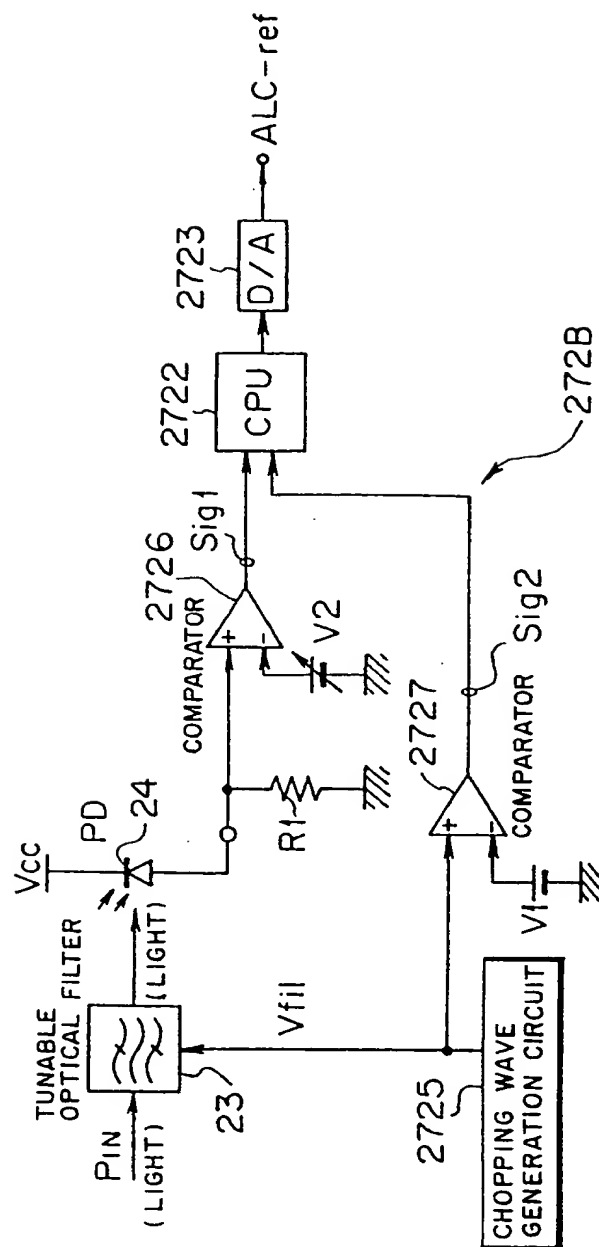 TUNABLE
OPTICAL FILTER
PIN
(LIGHT)
23
(LIGHT)
Vcc
PD
24
R1
COMPARATOR
2726
+
-
V2
Sig1
2722
CPU
2723
D/A
ALC-ref
Vfil
2725
CHOPPING WAVE
GENERATION CIRCUIT
V1
+
-
2727
COMPARATOR
Sig2
272B